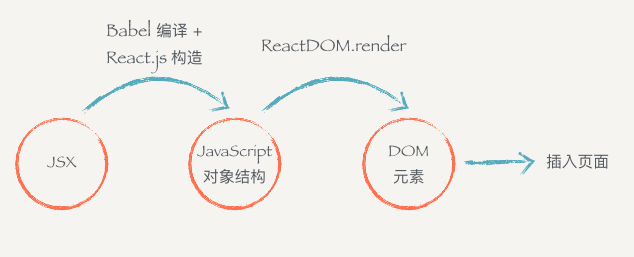 Babel 编译 +
React.js 构造
ReactDOM.render
JSX
JavaScript
对象结构
DOM
元素
插入页面